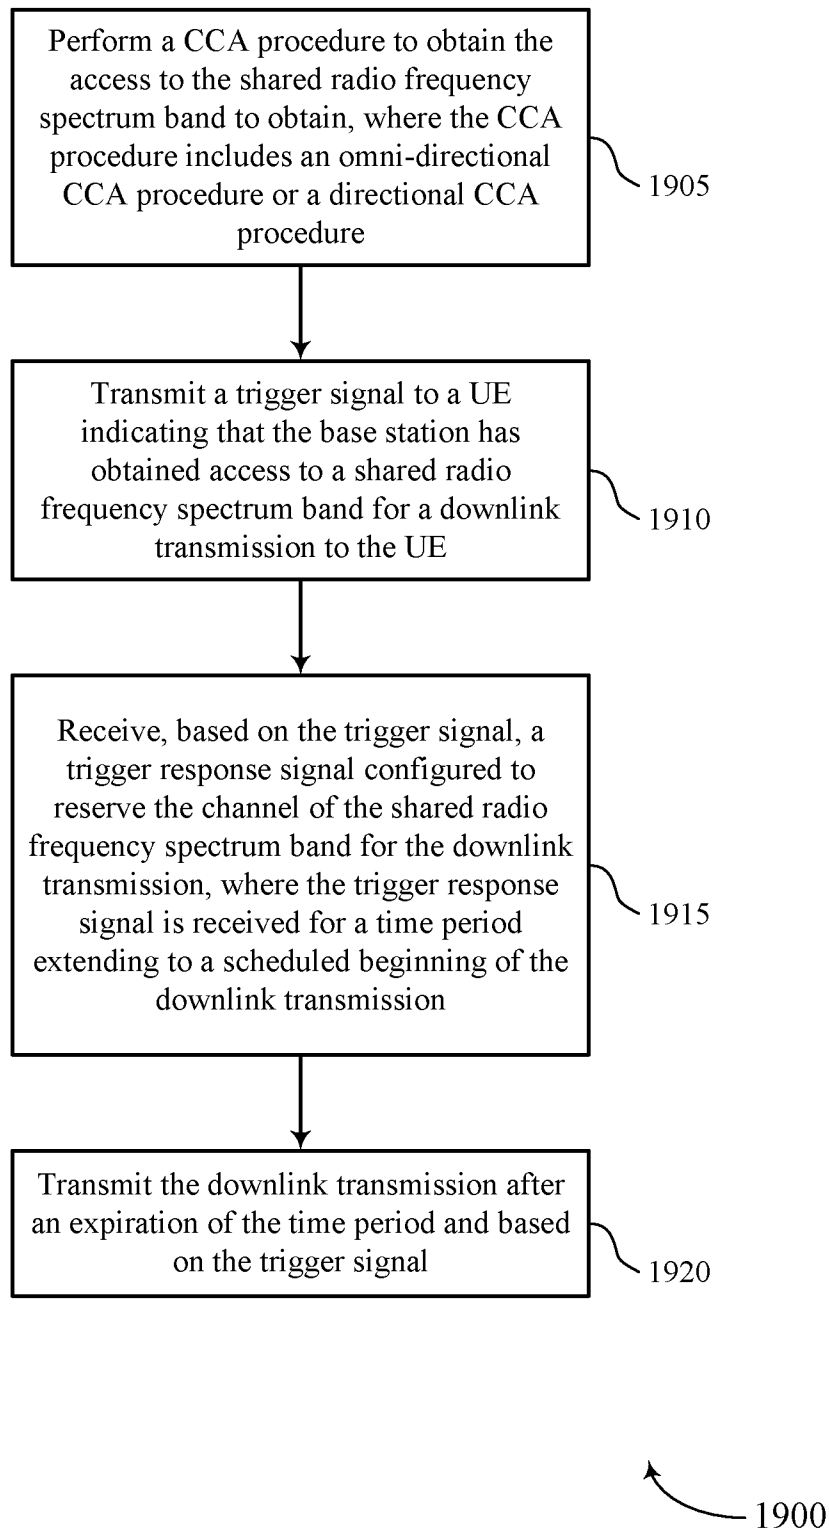 Perform a CCA procedure to obtain the
access to the shared radio frequency
spectrum band to obtain, where the CCA
procedure includes an omni-directional
CCA procedure or a directional CCA
procedure
1905
Transmit a trigger signal to a UE
indicating that the base station has
obtained access to a shared radio
frequency spectrum band for a downlink
transmission to the UE
1910
Receive, based on the trigger signal, a
trigger response signal configured to
reserve the channel of the shared radio
frequency spectrum band for the downlink
transmission, where the trigger response
signal is received for a time period
extending to a scheduled beginning of the
downlink transmission
1915
Transmit the downlink transmission after
an expiration of the time period and based
on the trigger signal
1920
1900